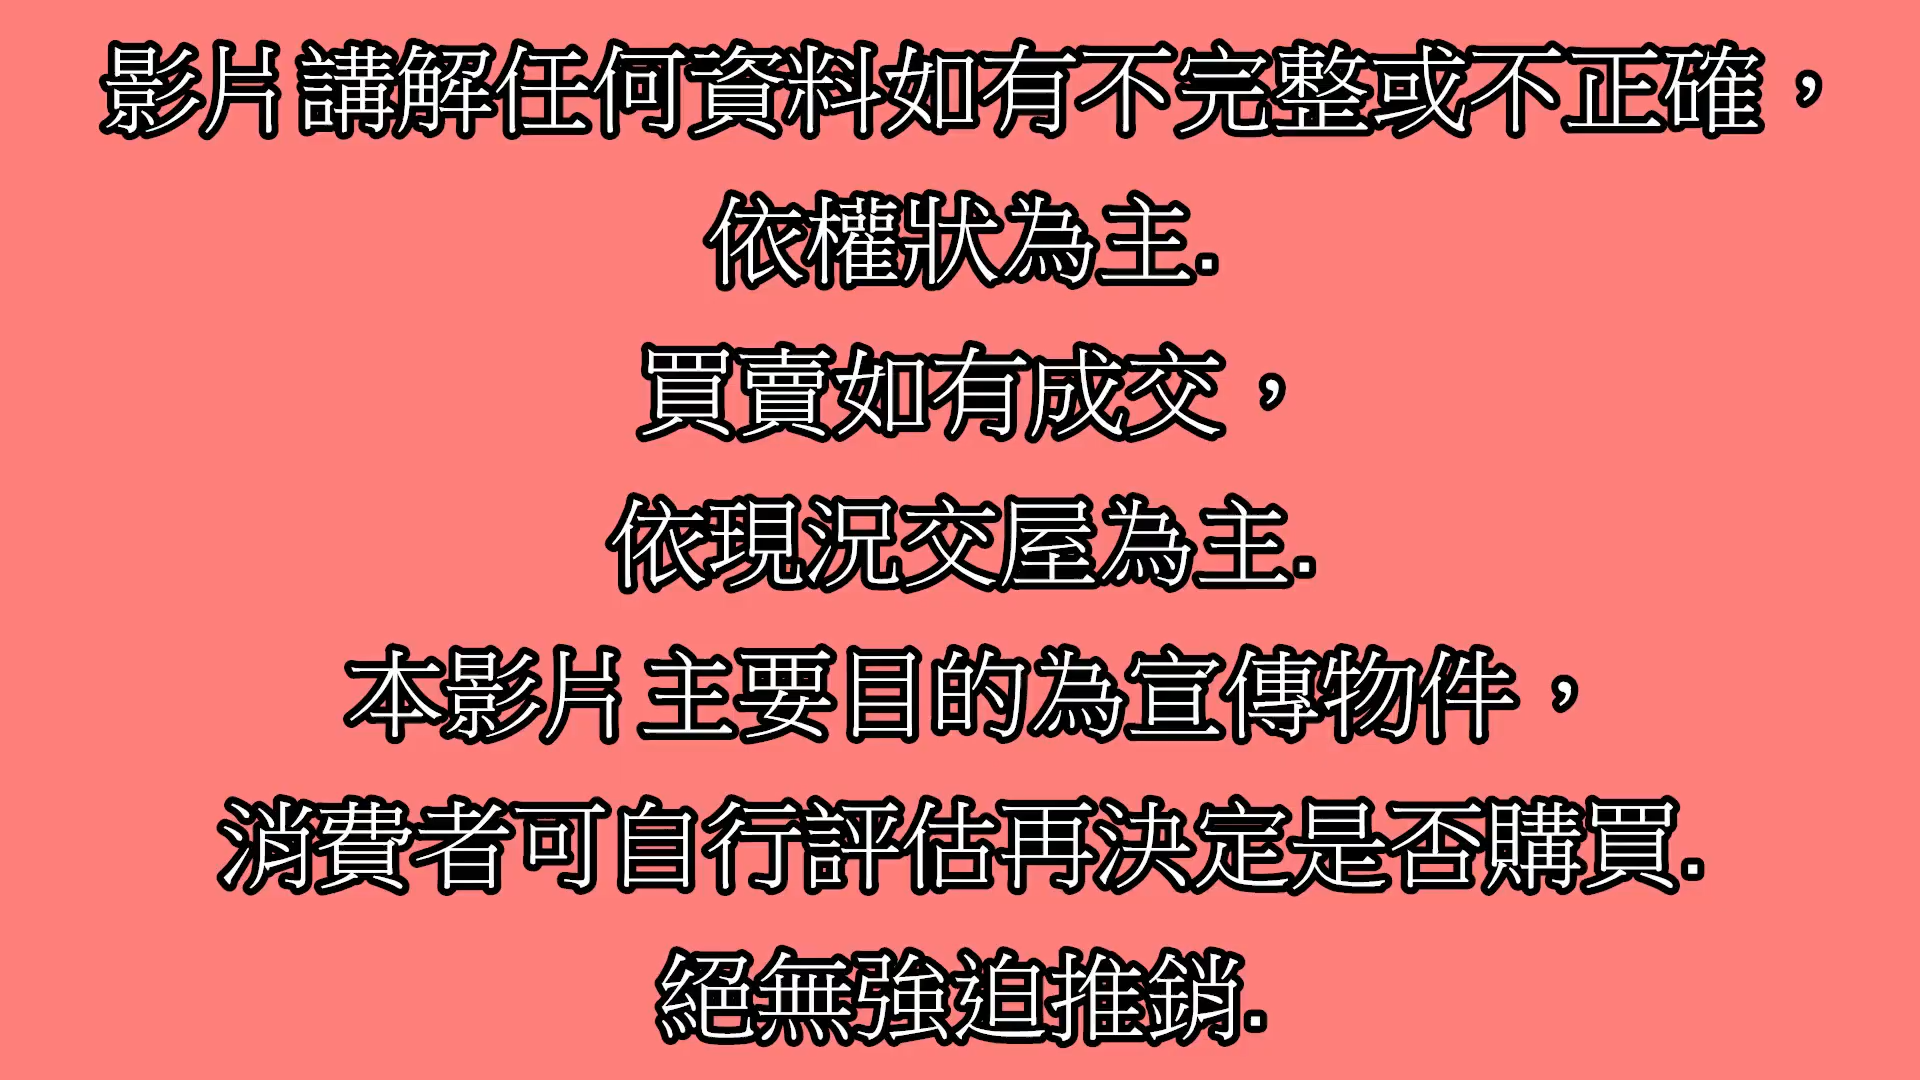 影片講解任何資料如有不完整或不正確，
依權狀為主.
買賣如有成交，
依現況交屋為主.
本影片主要目的為宣傳物件，
消費者可自行評估再決定是否購買.
絕無強迫推銷.